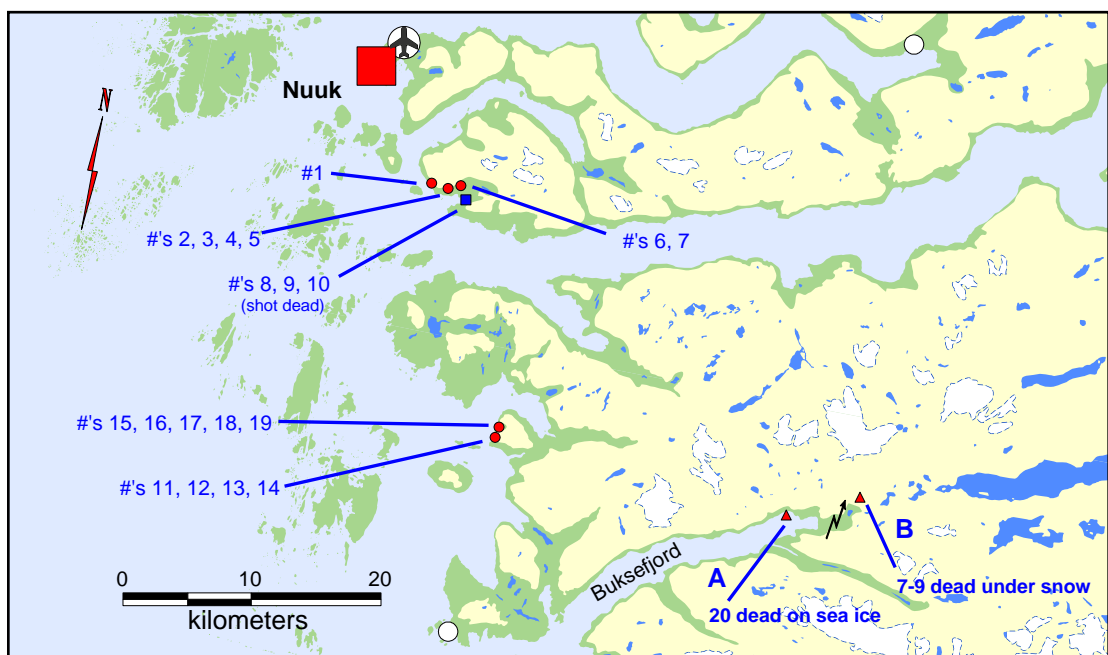 N
Nuuk
#1
#'s 2, 3, 4, 5
#'s 6, 7
#'s 8, 9, 10
(shot dead)
#'s 15, 16, 17, 18, 19
#'s 11, 12, 13, 14
B
7-9 dead under snow
A
20 dead on sea ice
Buksefjord
0 10 20
kilometers